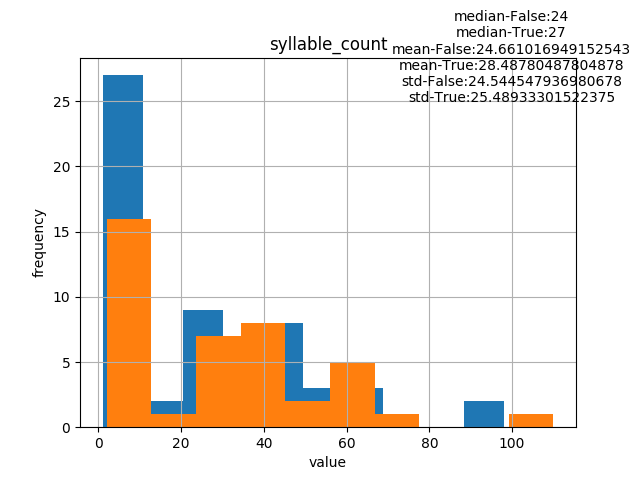 median-False:24
median-True:27
syllable_count
mean-False:24.661016949152543
mean-True:28.48780487804878
std-False:24.544547936980678
std-True:25.48933301522375
25
20
15
10
5
0
frequency
0 20 40 60 80 100
value